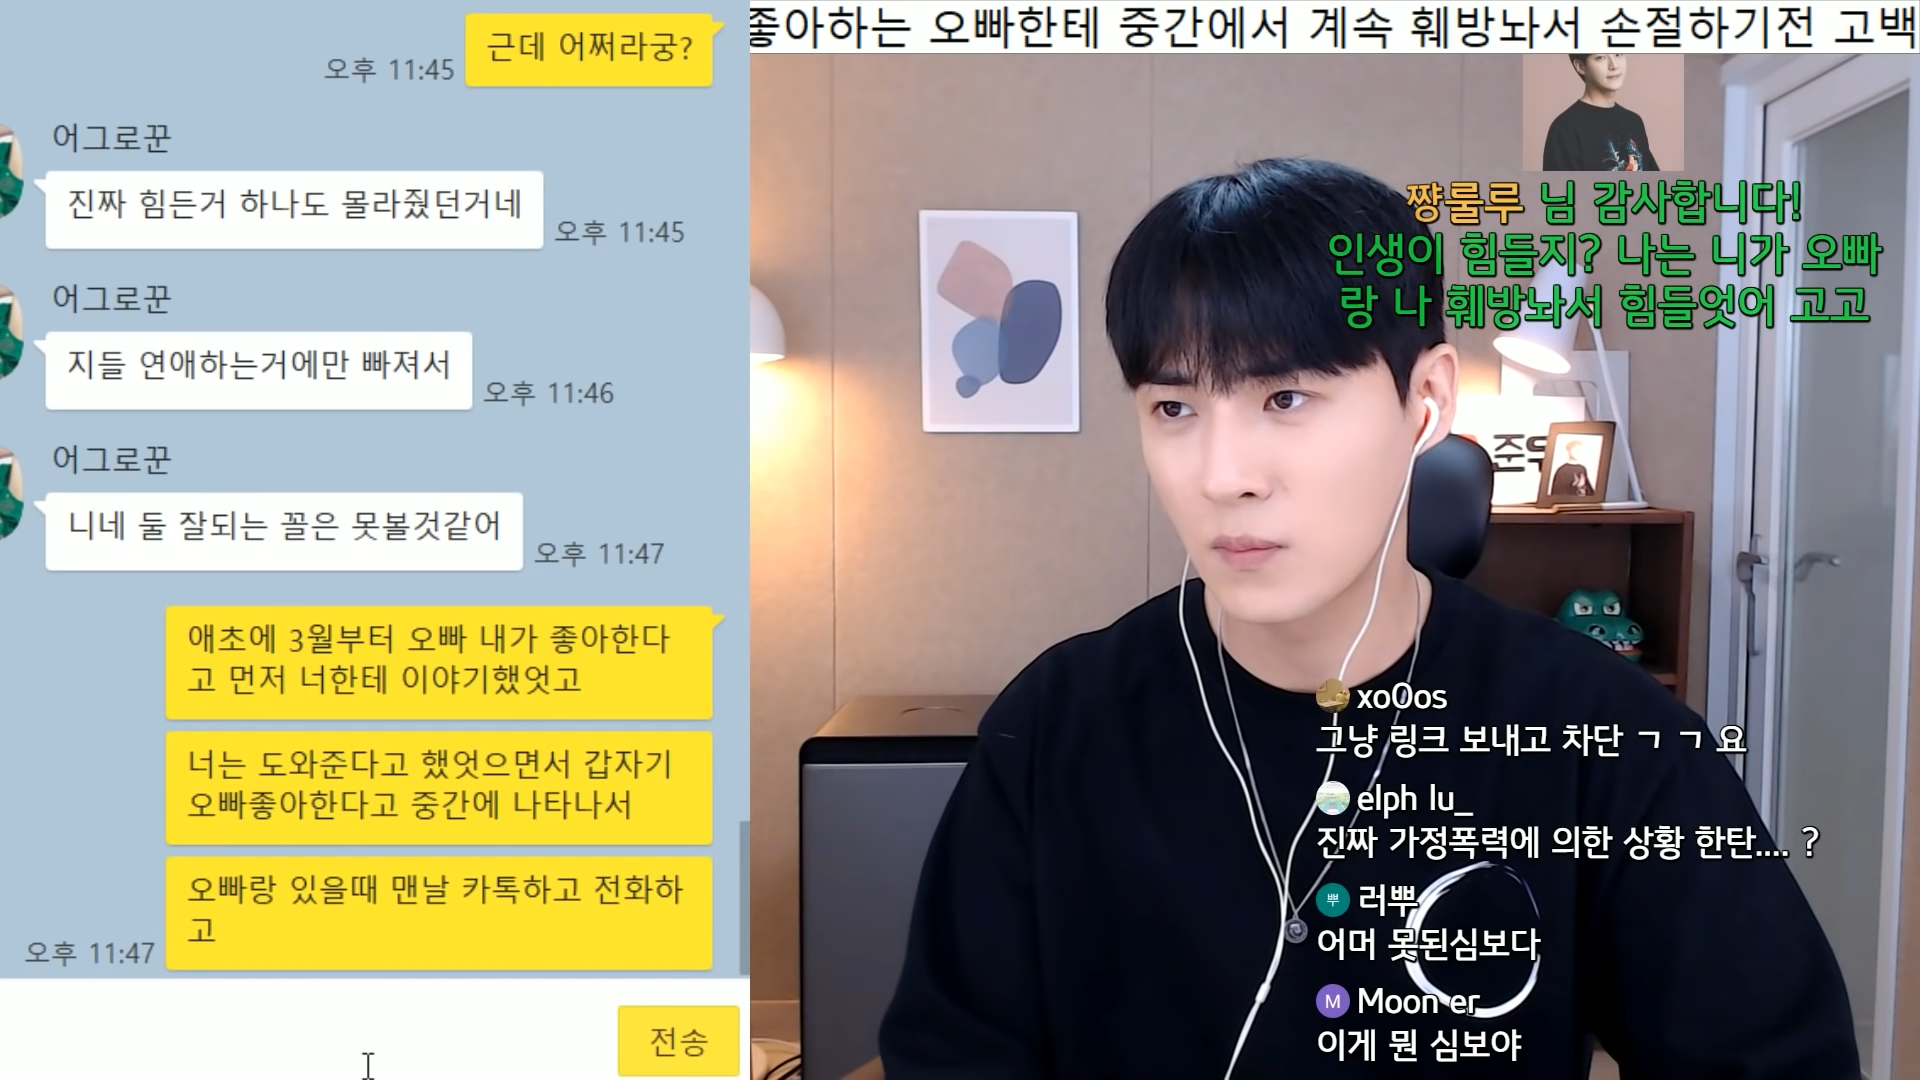 근데 어쩌라궁?
오후 11:45
어그로꾼
진짜 힘든거 하나도 몰라줬던거네
오후 11:45
어그로꾼
지들 연애하는거에만 빠져서
오후 11:46
어그로꾼
니네 둘 잘되는 꼴은 못볼것같어
오후 11:47
애초에 3월부터 오빠 내가 좋아한다
고 먼저 너한테 이야기했엇고
너는 도와준다고 했엇으면서 갑자기
오빠좋아한다고 중간에 나타나서
오빠랑 있을때 맨날 카톡하고 전화하
고
오후 11:47
전송
좋아하는 오빠한테 중간에서 계속 훼방놔서 손절하기전 고백
쨩룰루 님 감사합니다!
인생이 힘들지? 나는 니가 오빠
랑 나 훼방놔서 힘들엇어 고고
준우
xoOos
그냥 링크 보내고 차단 ㄱ ㄱ 요
elph lu_
진짜 가정폭력에 의한 상황 한탄.... ?
뿌 러뿌
어머 못된심보다
M Moon er
이게 뭔 심보야